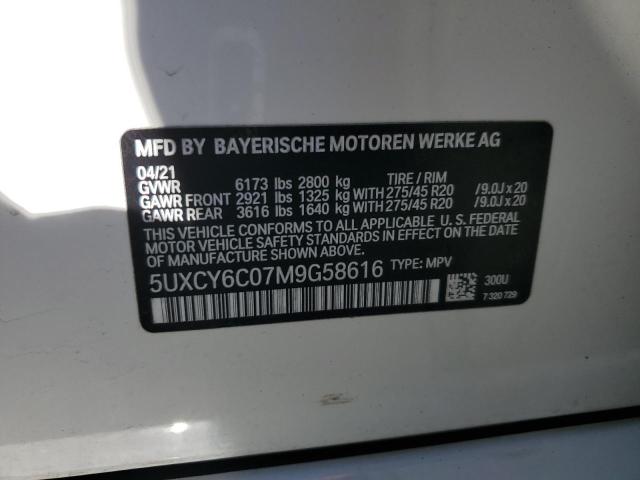 MFD BY BAYERISCHE MOTOREN WERKE AG
04/21 TIRE / RIM
GVWR 6173 lbs 2800 kg
GAWR FRONT 2921 lbs 1325 kg WITH 275/45 R20 / 9.0J x 20
GAWR REAR 3616 lbs 1640 kg WITH 275/45 R20 / 9.0J x 20
THIS VEHICLE CONFORMS TO ALL APPLICABLE U. S. FEDERAL
MOTOR VEHICLE SAFETY STANDARDS IN EFFECT ON THE DATE
OF MANUFACTURE SHOWN ABOVE.
5UXCY6C07M9G58616 TYPE: MPV
300U
7 320 729